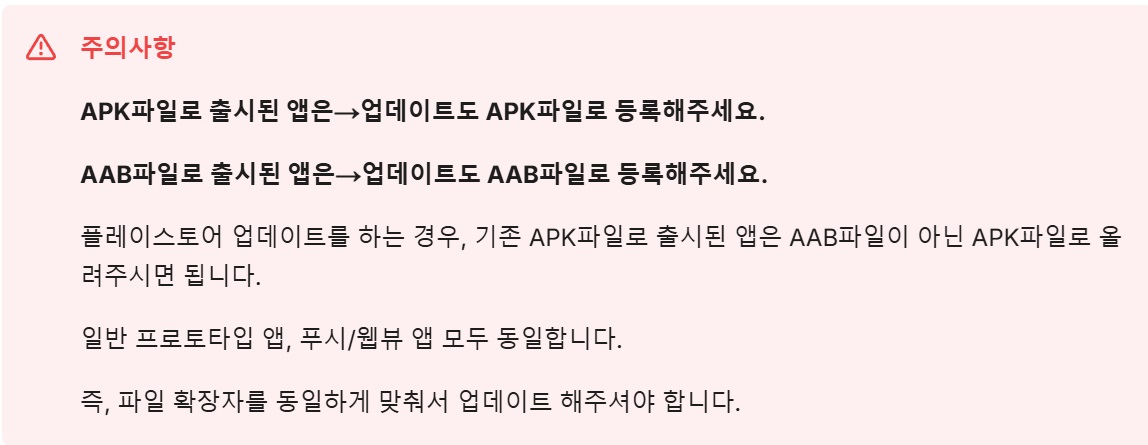 주의사항
APK파일로 출시된 앱은→업데이트도 APK파일로 등록해주세요.
AAB파일로 출시된 앱은→업데이트도 AAB파일로 등록해주세요.
플레이스토어 업데이트를 하는 경우, 기존 APK파일로 출시된 앱은 AAB파일이 아닌 APK파일로 올
려주시면 됩니다.
일반 프로토타입 앱, 푸시/웹뷰 앱 모두 동일합니다.
즉, 파일 확장자를 동일하게 맞춰서 업데이트 해주셔야 합니다.